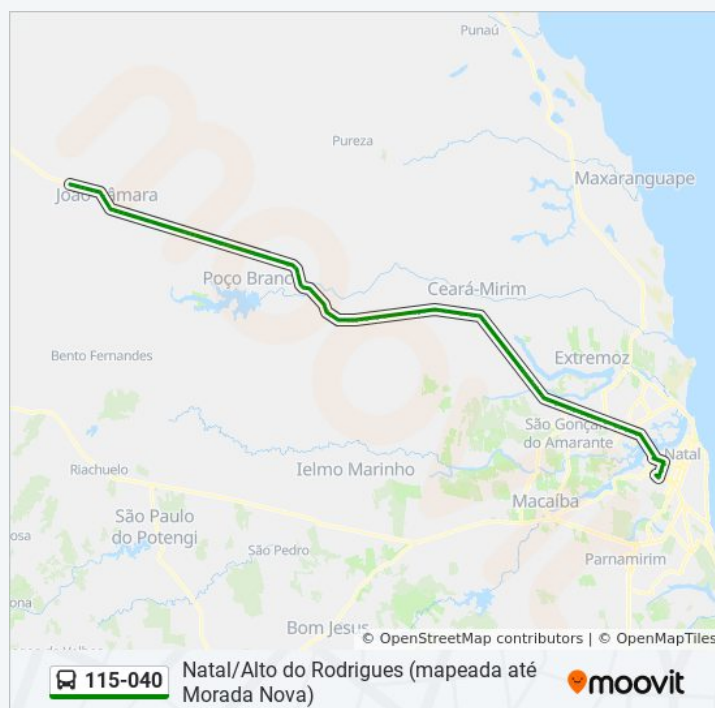 Punaú
Pureza
Maxaranguape
João Câmara
Poço Branco
Ceará-Mirim
Bento Fernandes
Extremoz
São Gonçalo
do Amarante
Natal
Riachuelo
Ielmo Marinho
Macaíba
São Paulo
do Potengi
São Pedro
Parnamirim
Bom Jesus
© OpenStreetMap contributors | © OpenMapTiles
115-040
Natal/Alto do Rodrigues (mapeada até
Morada Nova)
moovit